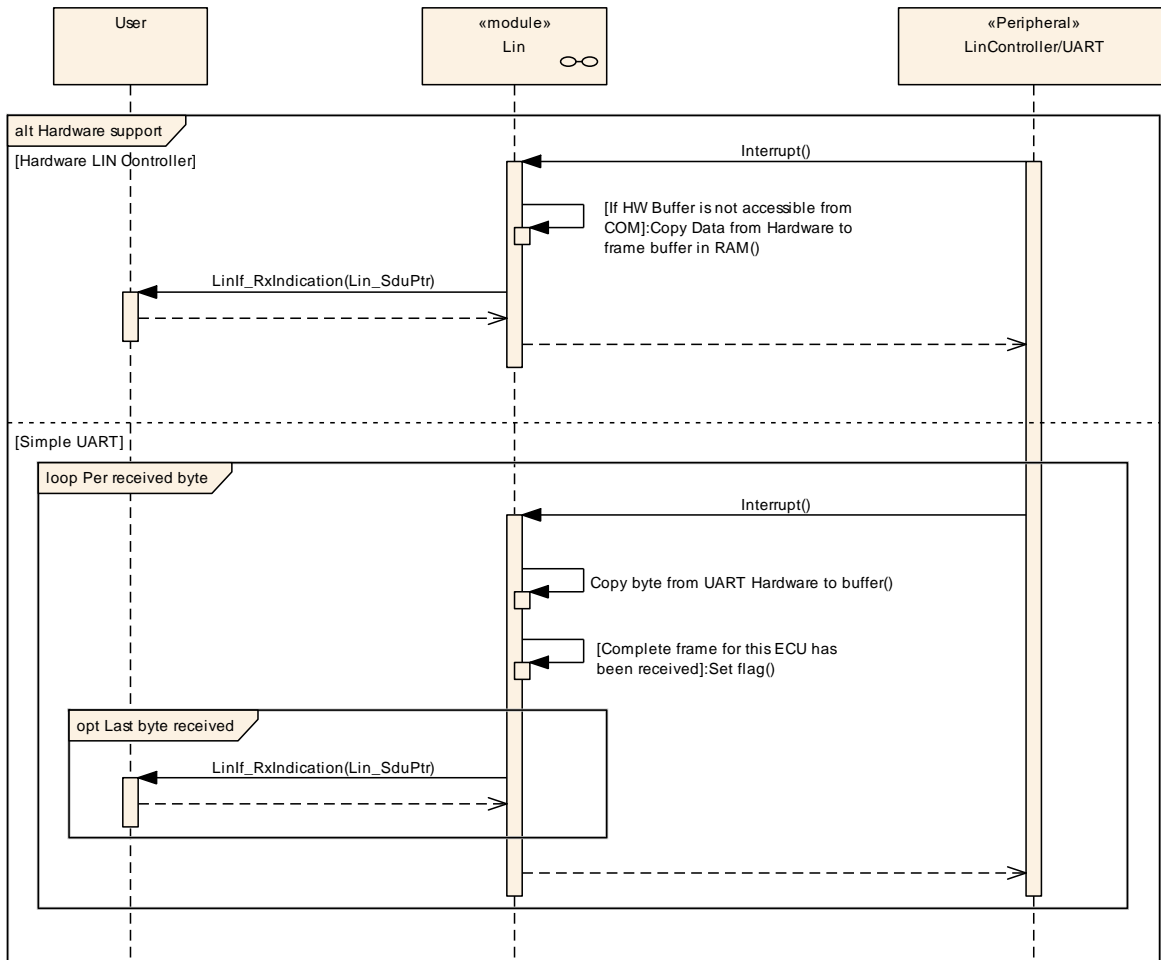 User
«module»
Lin
«Peripheral»
LinController/UART
alt Hardware support
[Hardware LIN Controller]
Interrupt()
[If HW Buffer is not accessible from
COM]:Copy Data from Hardware to
frame buffer in RAM()
LinIf_RxIndication(Lin_SduPtr)
[Simple UART]
loop Per received byte
Interrupt()
Copy byte from UART Hardware to buffer()
[Complete frame for this ECU has
been received]:Set flag()
opt Last byte received
LinIf_RxIndication(Lin_SduPtr)